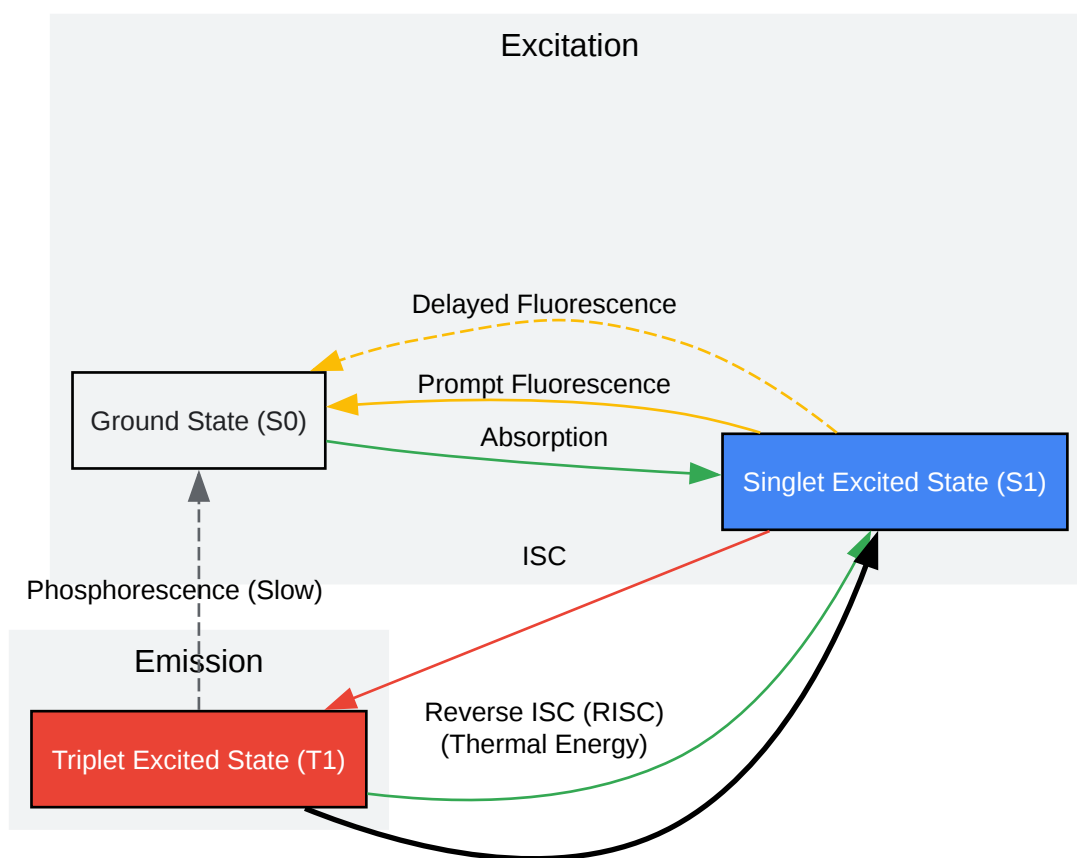 Excitation
Delayed Fluorescence
Prompt Fluorescence
Ground State (S0)
Absorption
Singlet Excited State (S1)
ISC
Phosphorescence (Slow)
Emission
Reverse ISC (RISC)
(Thermal Energy)
Triplet Excited State (T1)